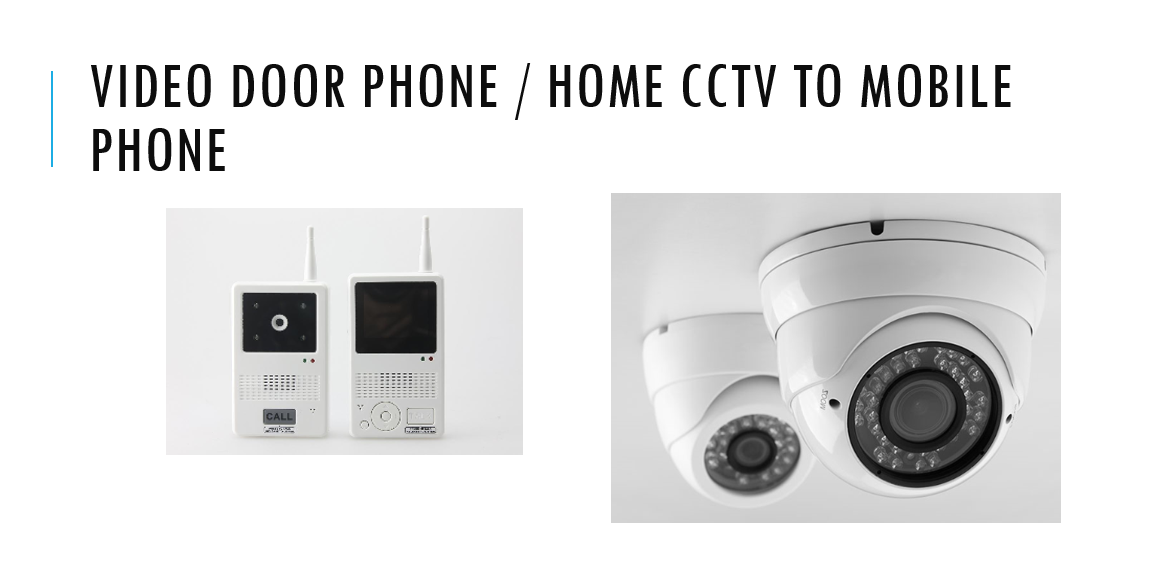 VIDEO DOOR PHONE / HOME CCTV TO MOBILE
PHONE
CALL